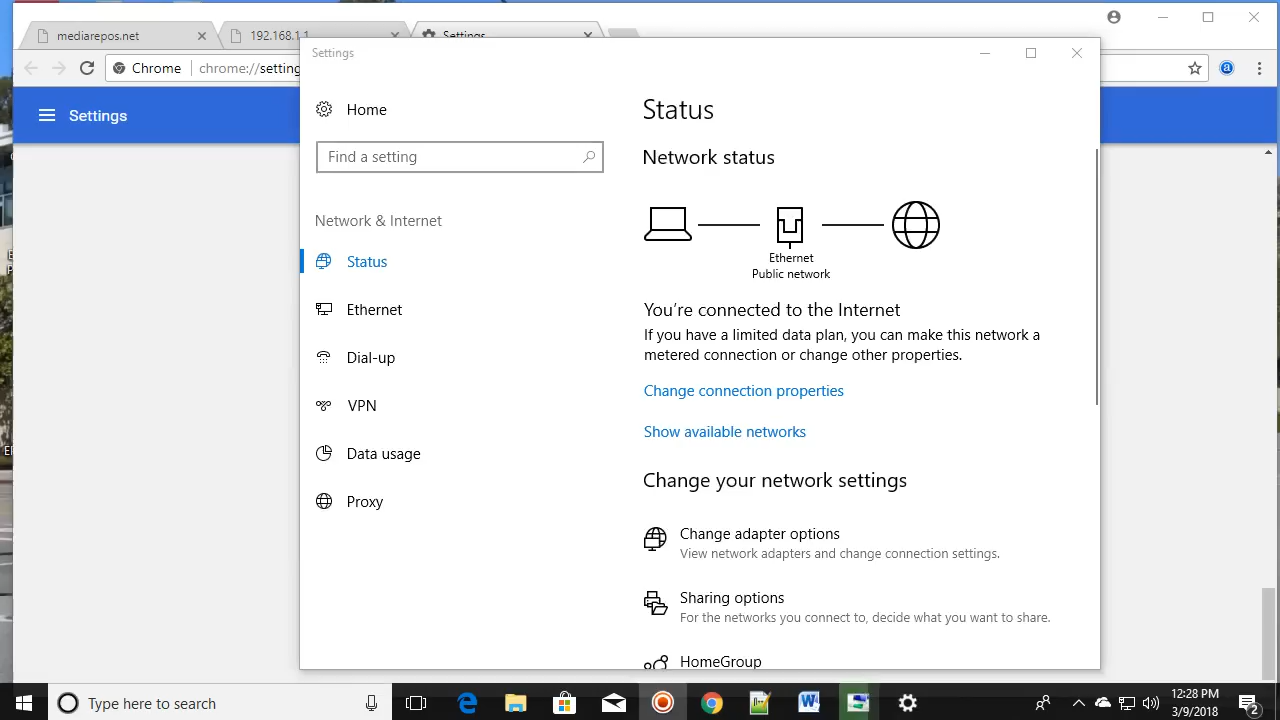 mediarepos.net
192.168.1.1
Settings
Chrome
chrome://setting
Settings
Settings
Home
Find a setting
Network & Internet
Status
Ethernet
Dial-up
VPN
Data usage
Proxy
Status
Network status
Ethernet
Public network
You're connected to the Internet
If you have a limited data plan, you can make this network a
metered connection or change other properties.
Change connection properties
Show available networks
Change your network settings
Change adapter options
View network adapters and change connection settings.
Sharing options
For the networks you connect to, decide what you want to share.
HomeGroup
Type here to search
12:28 PM
3/9/2018
2